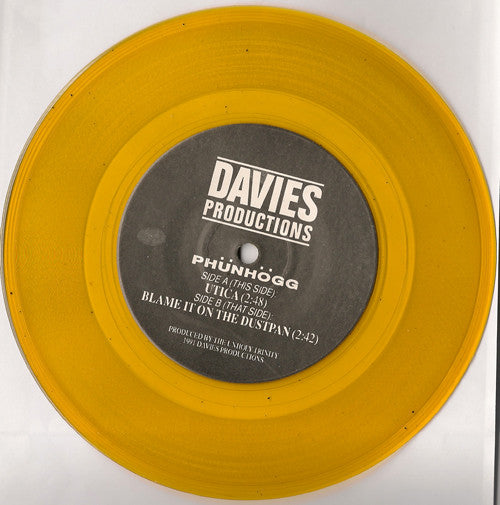 DAVIES
PRODUCTIONS
PHÜNHÖGG
SIDE A (THIS SIDE):
UTICA (2:48)
SIDE B (THAT SIDE):
BLAME IT ON THE DUSTPAN (2:42)
PRODUCED BY THE UNHOLY TRINITY
1991 DAVIES PRODUCTIONS